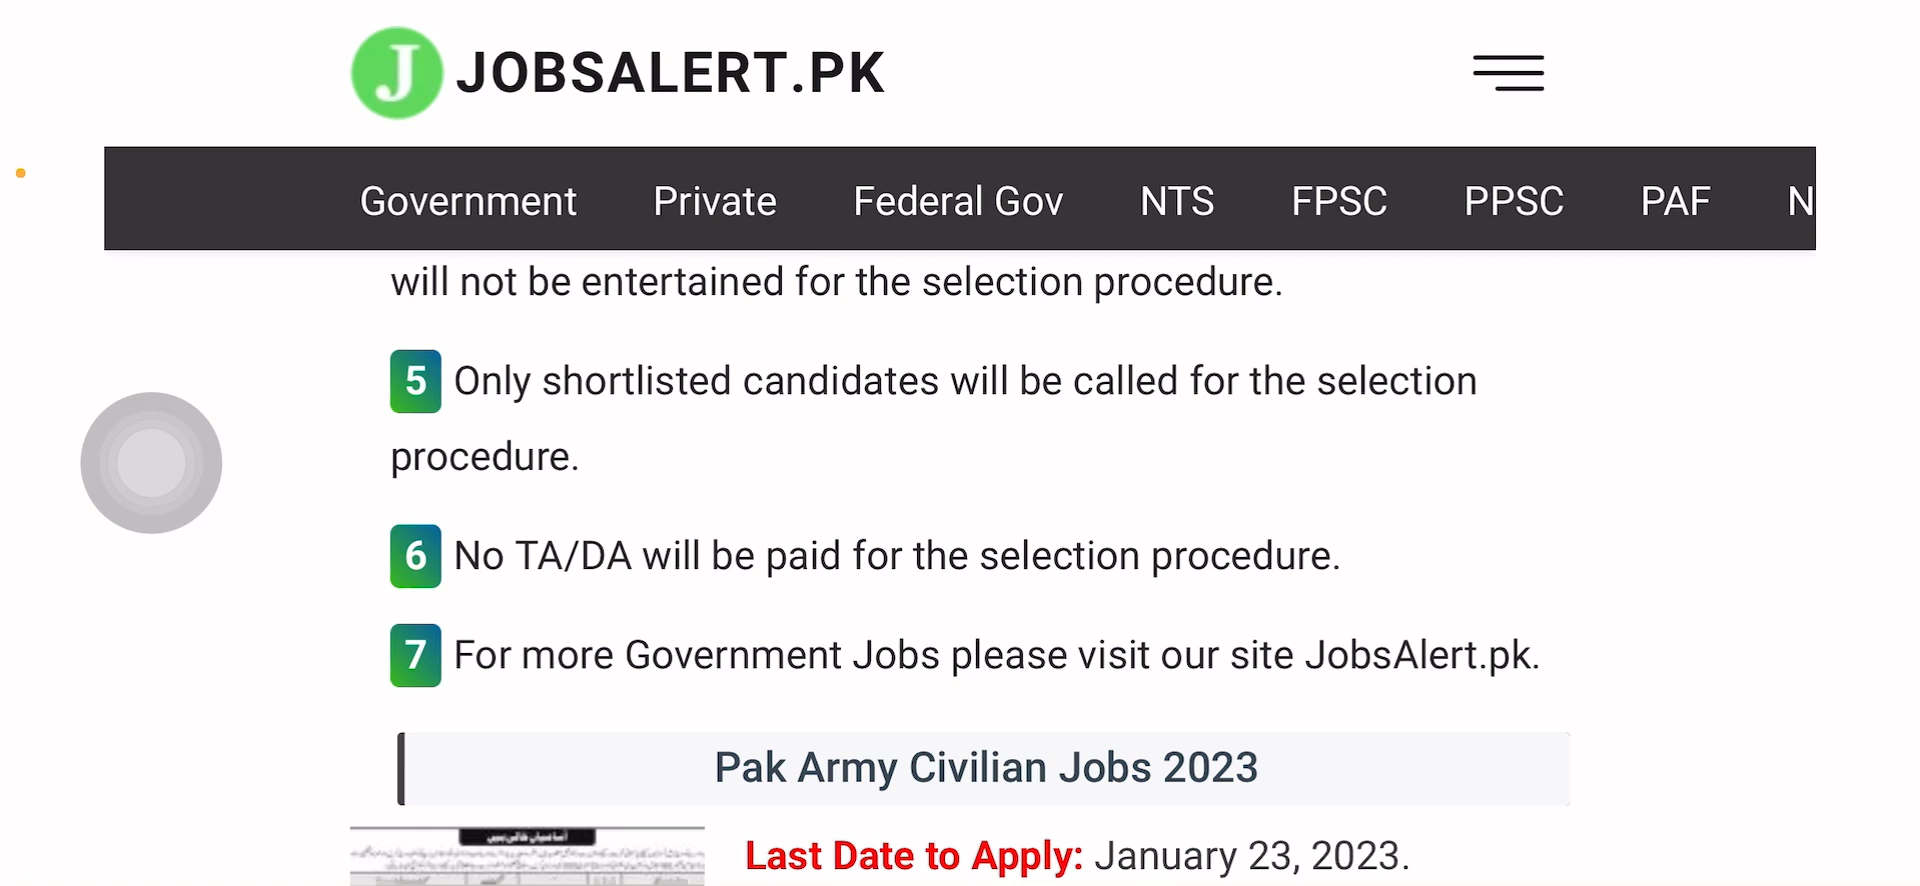 J JOBSALERT.PK
Government Private Federal Gov NTS FPSC PPSC PAF N
will not be entertained for the selection procedure.
5 Only shortlisted candidates will be called for the selection
procedure.
6 No TA/DA will be paid for the selection procedure.
7 For more Government Jobs please visit our site JobsAlert.pk.
Pak Army Civilian Jobs 2023
آسامیاں خالی ہیں
Last Date to Apply: January 23, 2023.